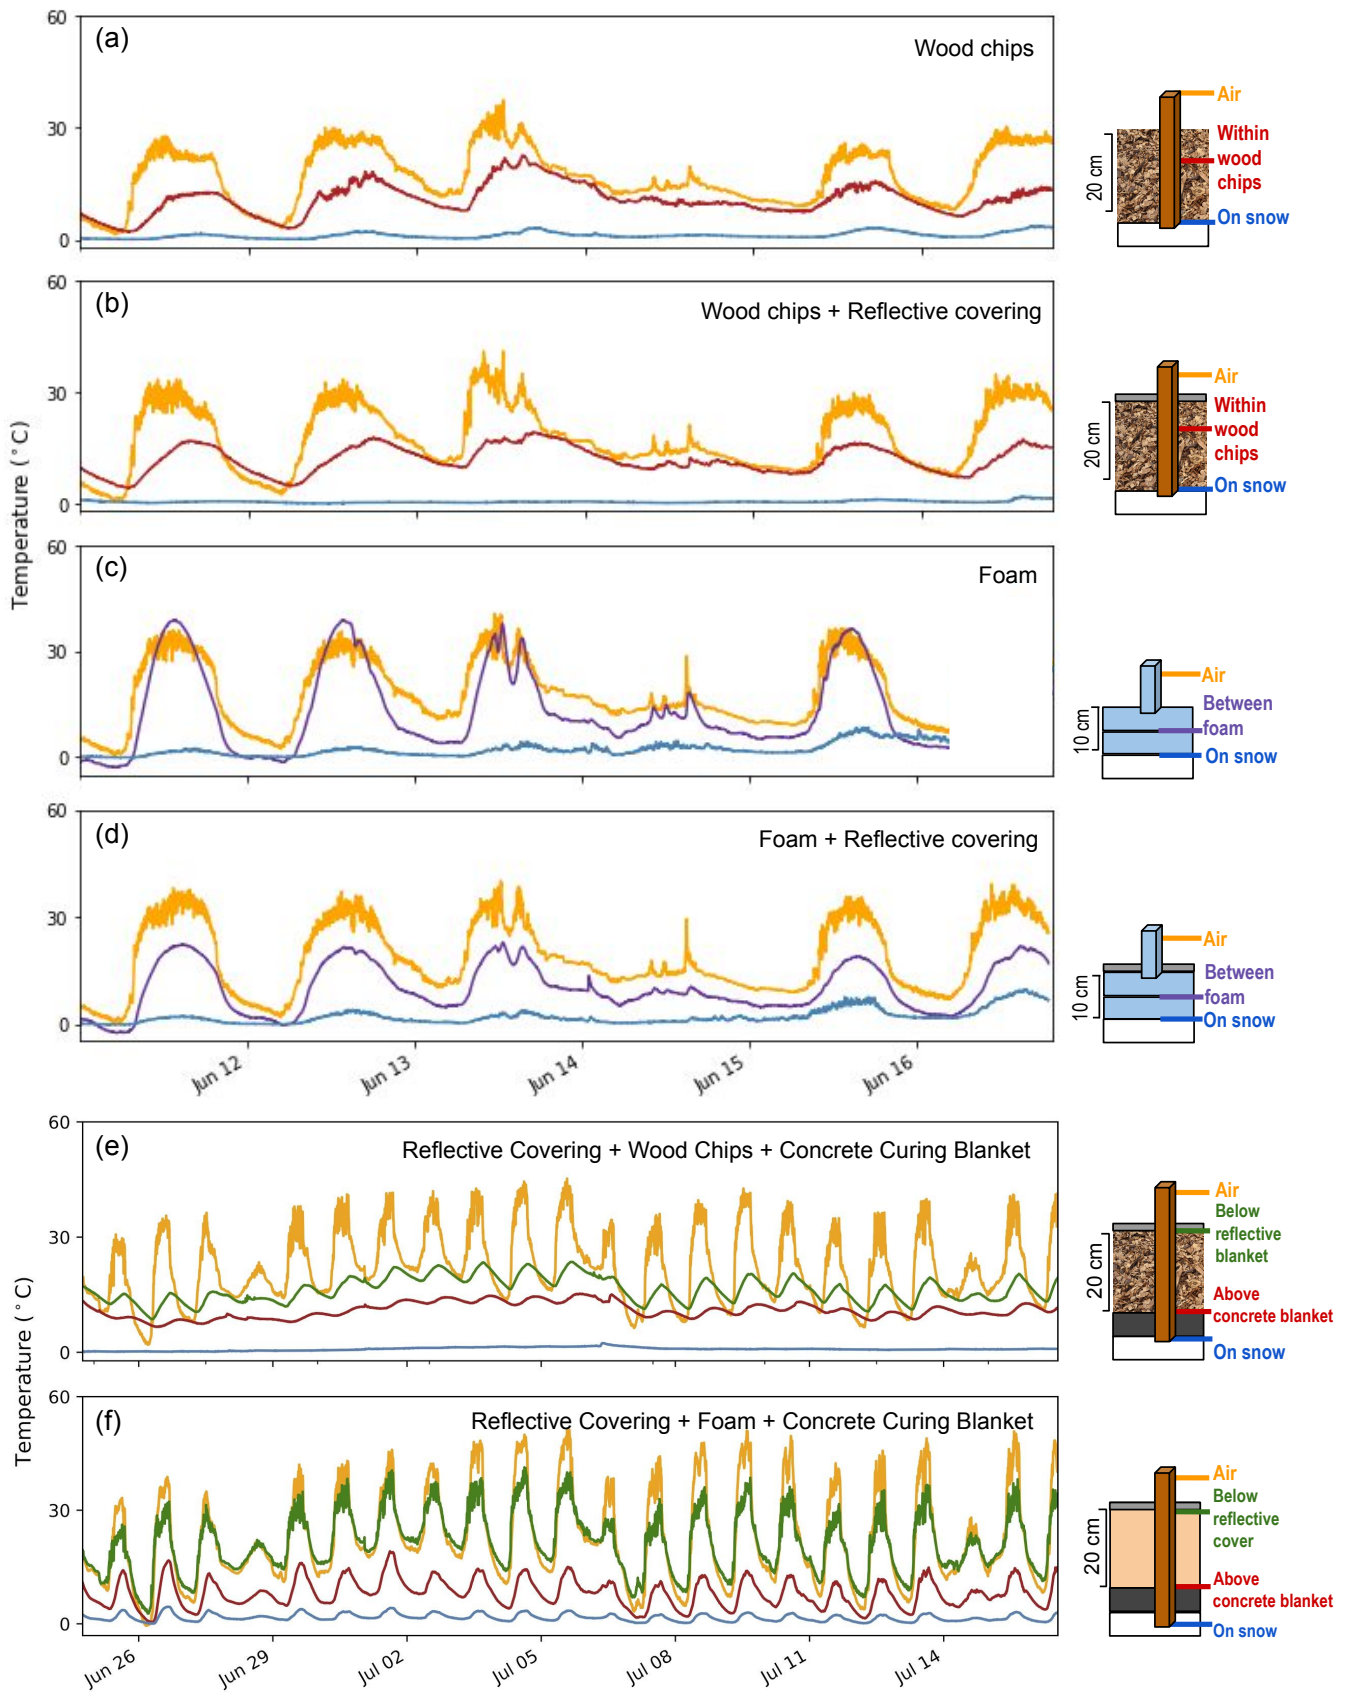 60
30
0
(a)
Wood chips
20 cm
Air
Within
wood
chips
On snow
60
30
0
(b)
Wood chips + Reflective covering
20 cm
Air
Within
wood
chips
On snow
Temperature (°C)
60
30
0
(c)
Foam
10 cm
Air
Between
foam
On snow
60
30
0
(d)
Foam + Reflective covering
10 cm
Air
Between
foam
On snow
Jun 12
Jun 13
Jun 14
Jun 15
Jun 16
60
30
0
(e)
Reflective Covering + Wood Chips + Concrete Curing Blanket
20 cm
Air
Below
reflective
blanket
Above
concrete blanket
On snow
Temperature (°C)
60
30
0
(f)
Reflective Covering + Foam + Concrete Curing Blanket
20 cm
Air
Below
reflective
cover
Above
concrete blanket
On snow
Jun 26
Jun 29
Jul 02
Jul 05
Jul 08
Jul 11
Jul 14